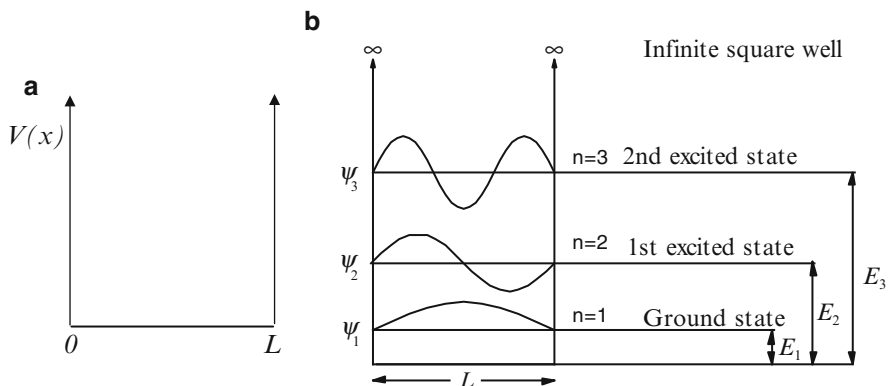 a
V(x)
0 L
b
∞ ∞ Infinite square well
ψ3 n=3 2nd excited state
ψ2 n=2 1st excited state
E3
E2
ψ1 n=1 Ground state
E1
L